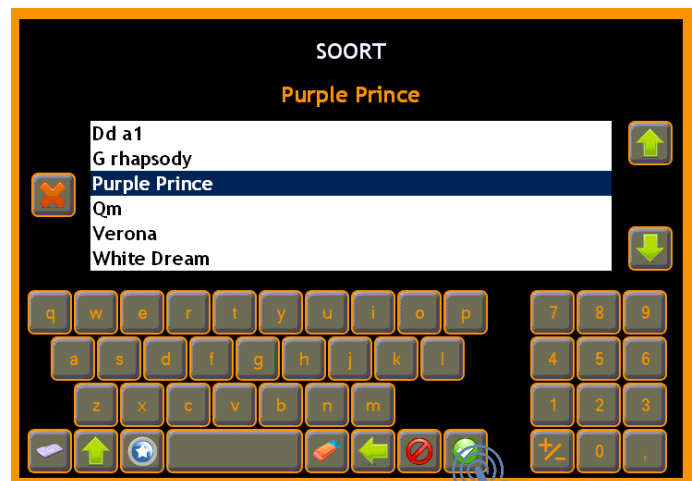 SOORT
Purple Prince
Dd a1
G rhapsody
Purple Prince
Qm
Verona
White Dream
q w e r t y u i o p 7 8 9
a s d f g h j k l 4 5 6
z x c v b n m 1 2 3
+/- 0 ,